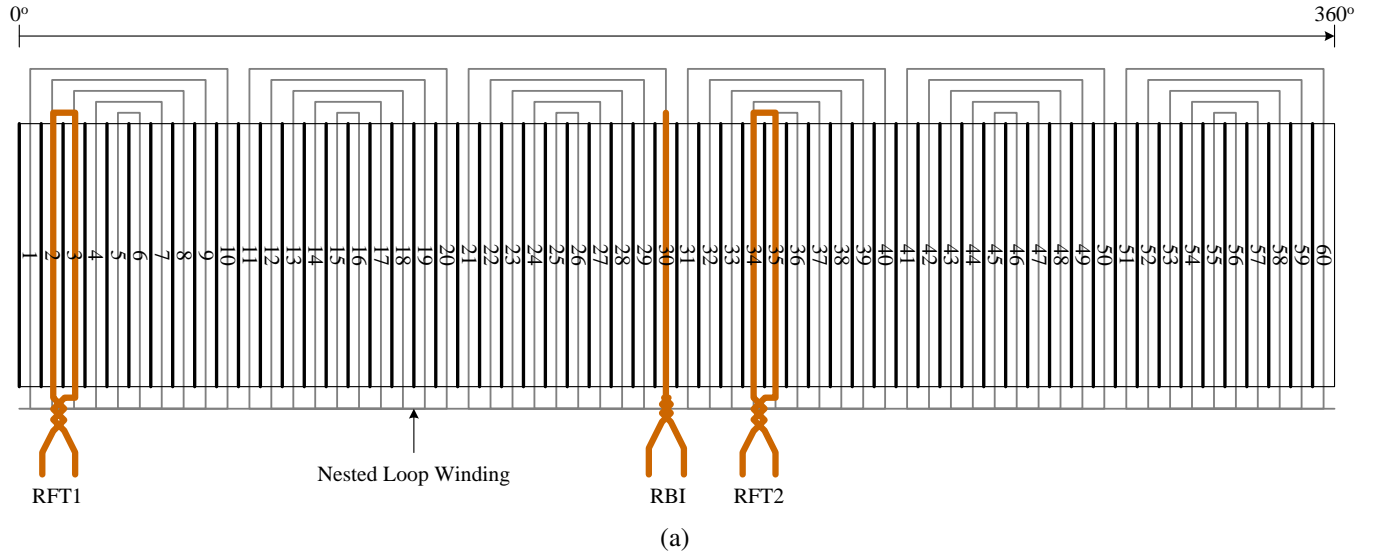 0° 360°
1 2 3 4 5 6 7 8 9 10 11 12 13 14 15 16 17 18 19 20 21 22 23 24 25 26 27 28 29 30 31 32 33 34 35 36 37 38 39 40 41 42 43 44 45 46 47 48 49 50 51 52 53 54 55 56 57 58 59 60
Nested Loop Winding
RFT1 RBI RFT2
(a)